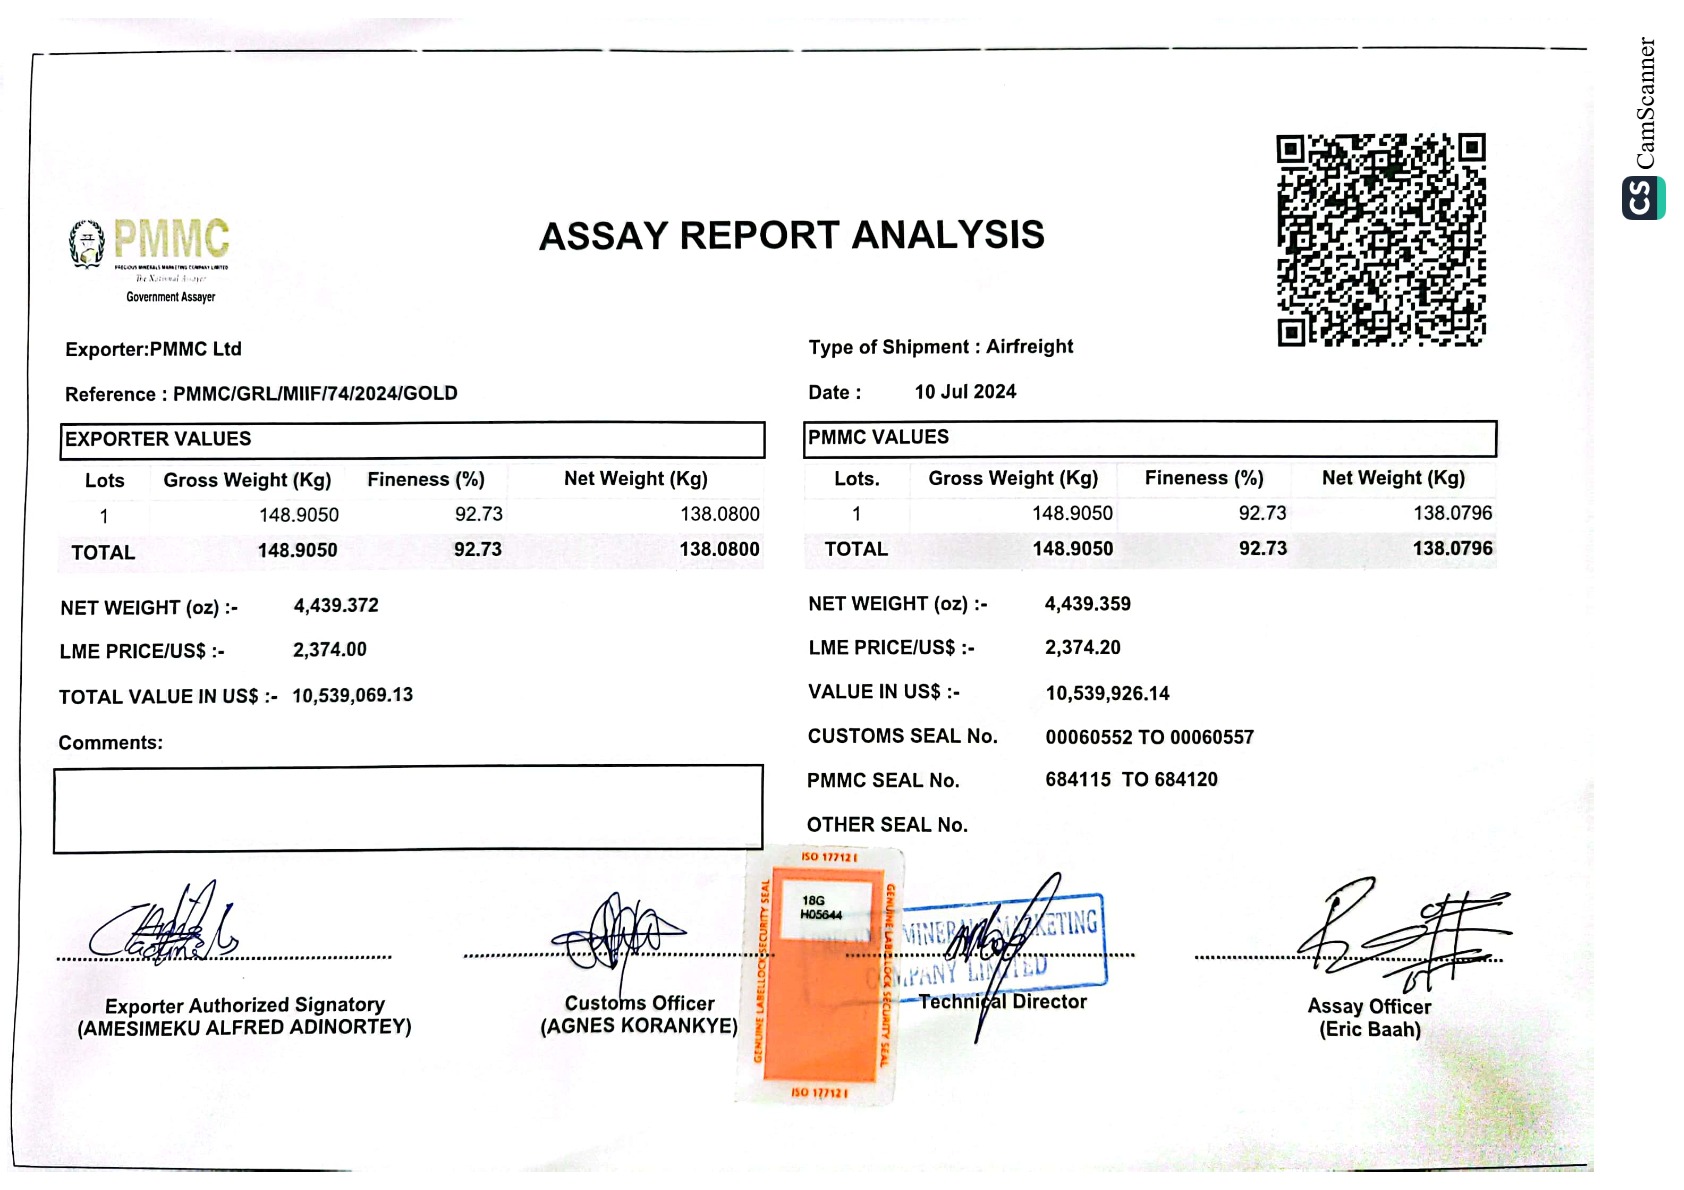 CS CamScanner
PMMC
PRECIOUS MINERALS MARKETING COMPANY LIMITED
The National Assayer
Government Assayer
ASSAY REPORT ANALYSIS
Exporter:PMMC Ltd
Type of Shipment : Airfreight
Reference : PMMC/GRL/MIIF/74/2024/GOLD
Date : 10 Jul 2024
EXPORTER VALUES
Lots Gross Weight (Kg) Fineness (%) Net Weight (Kg)
1 148.9050 92.73 138.0800
TOTAL 148.9050 92.73 138.0800
NET WEIGHT (oz) :- 4,439.372
LME PRICE/US$ :- 2,374.00
TOTAL VALUE IN US$ :- 10,539,069.13
Comments:
PMMC VALUES
Lots. Gross Weight (Kg) Fineness (%) Net Weight (Kg)
1 148.9050 92.73 138.0796
TOTAL 148.9050 92.73 138.0796
NET WEIGHT (oz) :- 4,439.359
LME PRICE/US$ :- 2,374.20
VALUE IN US$ :- 10,539,926.14
CUSTOMS SEAL No. 00060552 TO 00060557
PMMC SEAL No. 684115 TO 684120
OTHER SEAL No.
ISO 17712 I
18G
H05644
GENUINE LABELLOCK SECURITY SEAL
GENUINE LABELLOCK SECURITY SEAL
ISO 17712 I
PRECIOUS MINERALS MARKETING
COMPANY LIMITED
Exporter Authorized Signatory
(AMESIMEKU ALFRED ADINORTEY)
Customs Officer
(AGNES KORANKYE)
Technical Director
Assay Officer
(Eric Baah)